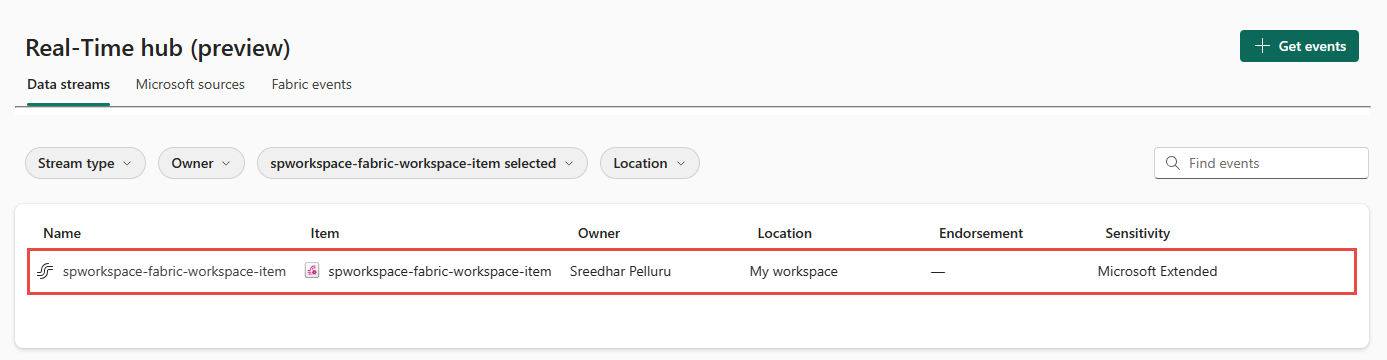 Real-Time hub (preview)
Get events
Data streams Microsoft sources Fabric events
Stream type Owner spworkspace-fabric-workspace-item selected Location Find events
Name Item Owner Location Endorsement Sensitivity
spworkspace-fabric-workspace-item spworkspace-fabric-workspace-item Sreedhar Pelluru My workspace — Microsoft Extended